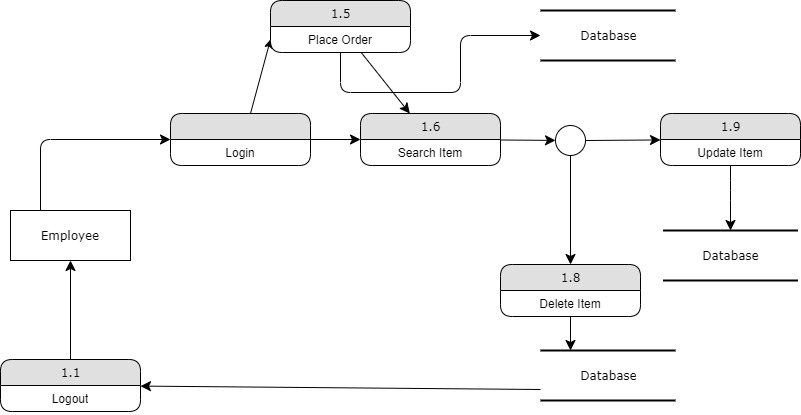 1.5
Place Order
Database
1.6
Search Item
Login
1.9
Update Item
Employee
Database
1.8
Delete Item
1.1
Logout
Database